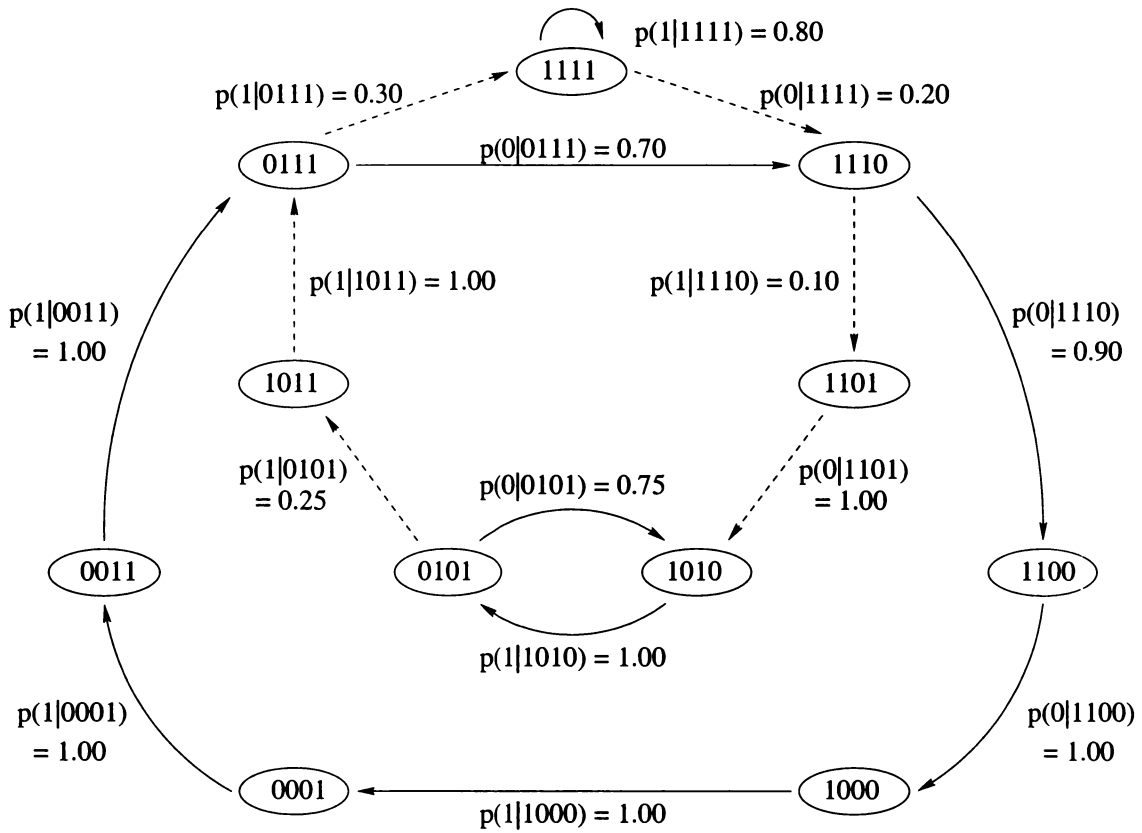 p(1|1111) = 0.80
1111
p(1|0111) = 0.30
p(0|1111) = 0.20
0111
p(0|0111) = 0.70
1110
p(1|1011) = 1.00
p(1|1110) = 0.10
p(1|0011)
= 1.00
p(0|1110)
= 0.90
1011
1101
p(1|0101)
= 0.25
p(0|0101) = 0.75
p(0|1101)
= 1.00
0011
0101
1010
1100
p(1|1010) = 1.00
p(1|0001)
= 1.00
p(0|1100)
= 1.00
0001
1000
p(1|1000) = 1.00